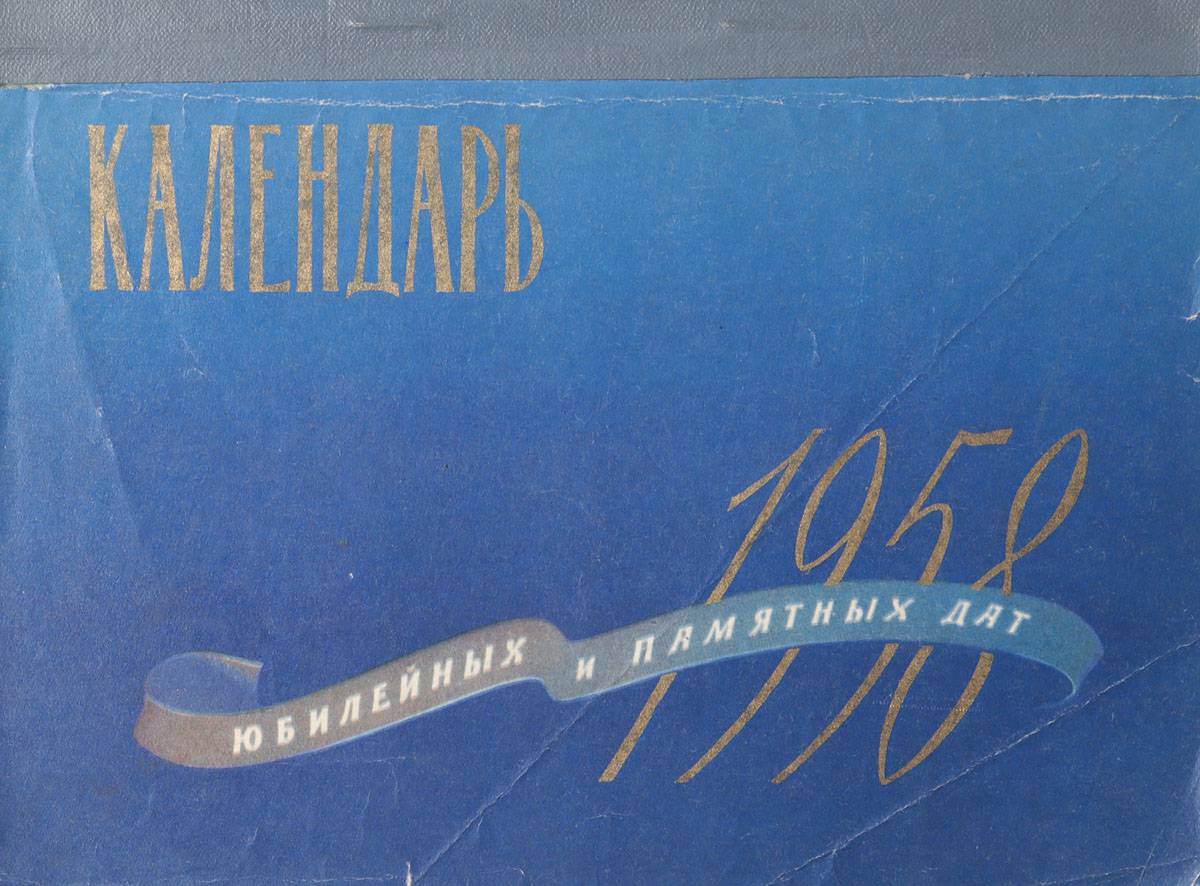 КАЛЕНДАРЬ
1958
ЮБИЛЕЙНЫХ И ПАМЯТНЫХ ДАТ